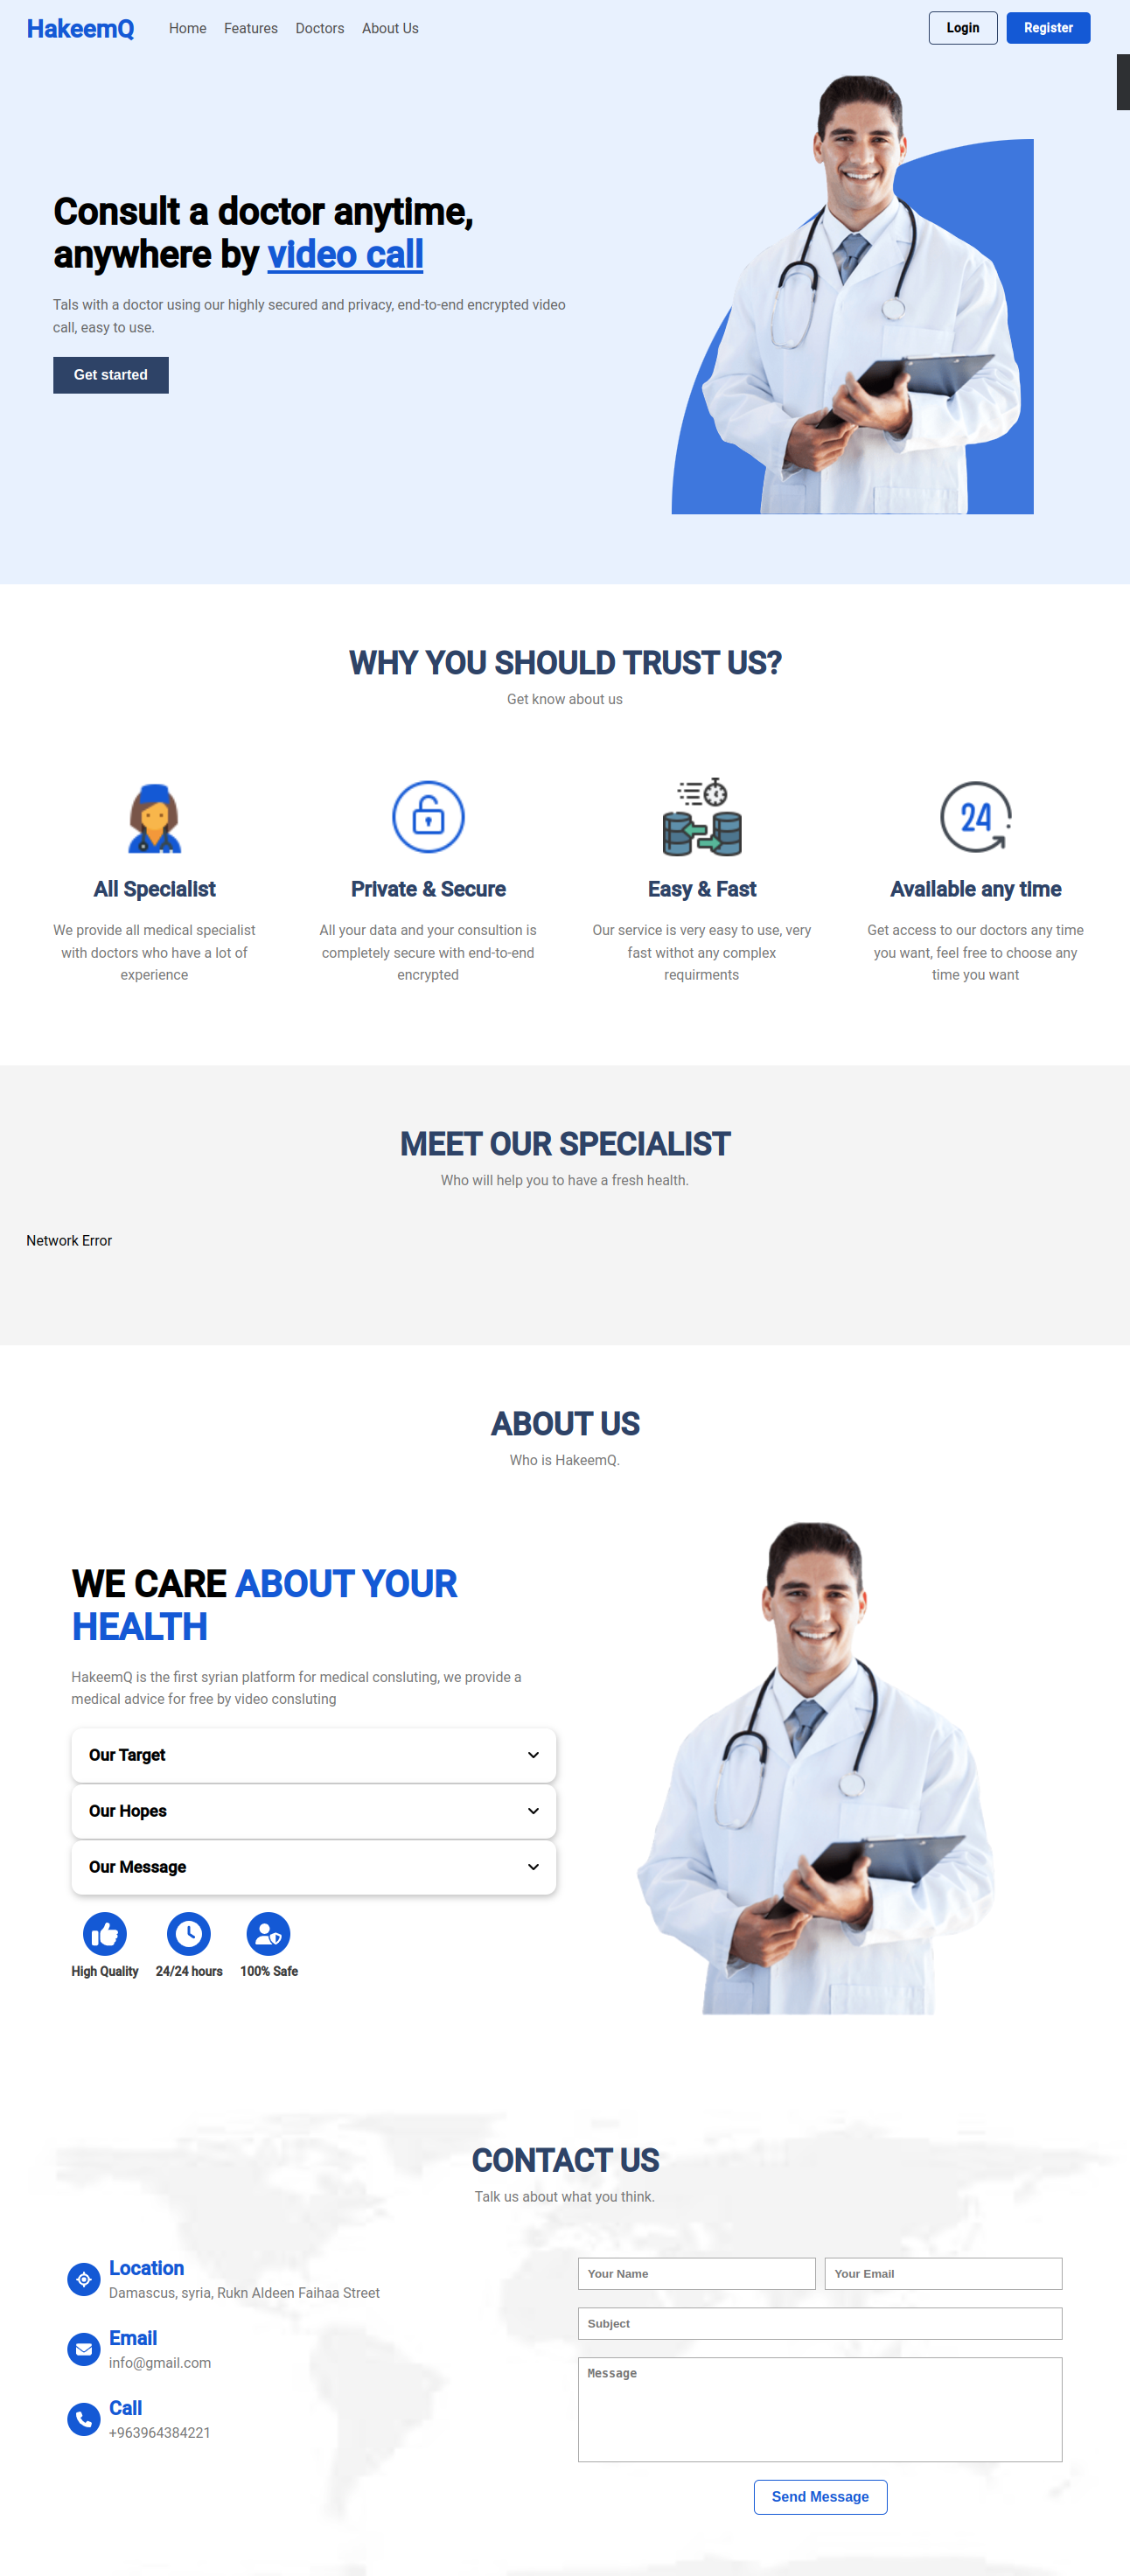 HakeemQ
Home Features Doctors About Us
Login
Register
Consult a doctor anytime,
anywhere by video call
Tals with a doctor using our highly secured and privacy, end-to-end encrypted video
call, easy to use.
Get started
WHY YOU SHOULD TRUST US?
Get know about us
24
All Specialist
We provide all medical specialist
with doctors who have a lot of
experience
Private & Secure
All your data and your consultion is
completely secure with end-to-end
encrypted
Easy & Fast
Our service is very easy to use, very
fast withot any complex
requirments
Available any time
Get access to our doctors any time
you want, feel free to choose any
time you want
MEET OUR SPECIALIST
Who will help you to have a fresh health.
Network Error
ABOUT US
Who is HakeemQ.
WE CARE ABOUT YOUR
HEALTH
HakeemQ is the first syrian platform for medical consluting, we provide a
medical advice for free by video consluting
Our Target
Our Hopes
Our Message
High Quality
24/24 hours
100% Safe
CONTACT US
Talk us about what you think.
Location
Damascus, syria, Rukn Aldeen Faihaa Street
Email
info@gmail.com
Call
+963964384221
Your Name
Your Email
Subject
Message
Send Message